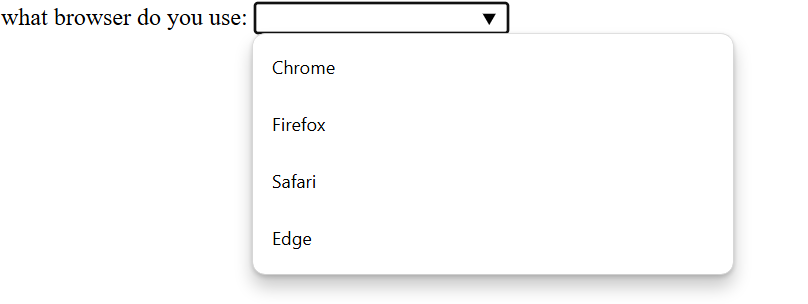 what browser do you use:
Chrome
Firefox
Safari
Edge